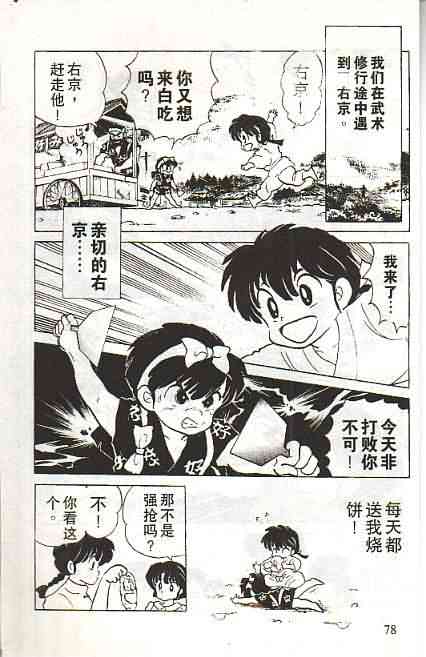 我们在武术
修行途中遇
到一右京。
右京！
你又想
来白吃
吗？
右京，
赶走他！
我来了…
亲切的右
京……
今天非
打败你
不可！
每天都
送我烧
饼！
那不是
强抢吗？
不！
你看这
个。
78